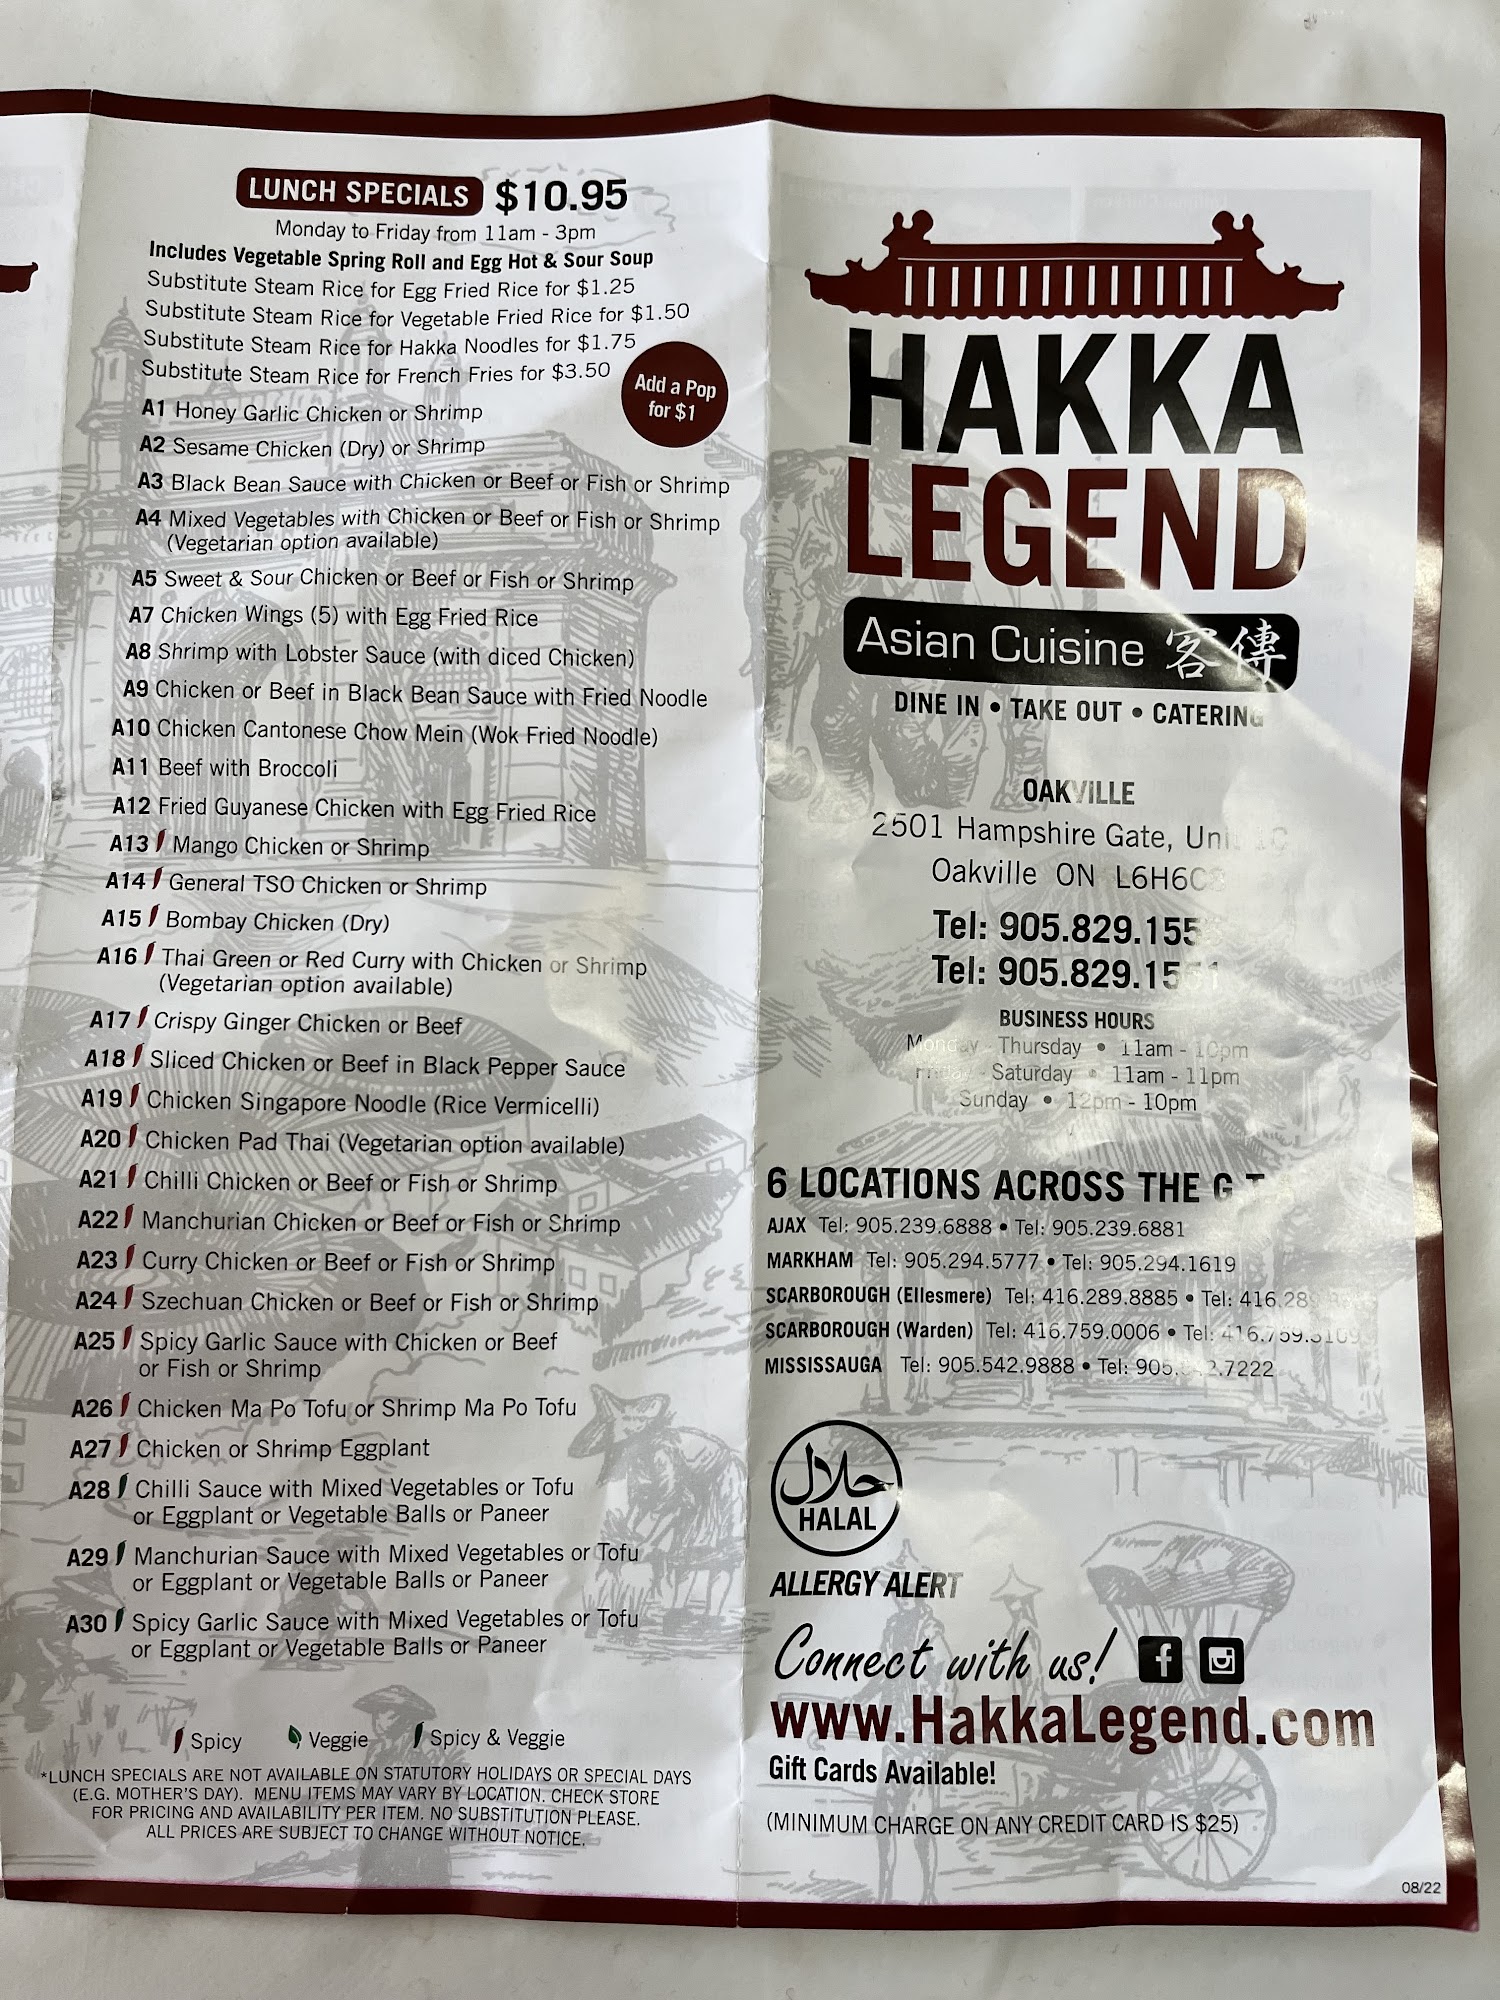 LUNCH SPECIALS $10.95
Monday to Friday from 11am - 3pm
Includes Vegetable Spring Roll and Egg Hot & Sour Soup
Substitute Steam Rice for Egg Fried Rice for $1.25
Substitute Steam Rice for Vegetable Fried Rice for $1.50
Substitute Steam Rice for Hakka Noodles for $1.75
Substitute Steam Rice for French Fries for $3.50
Add a Pop
for $1
A1 Honey Garlic Chicken or Shrimp
A2 Sesame Chicken (Dry) or Shrimp
A3 Black Bean Sauce with Chicken or Beef or Fish or Shrimp
A4 Mixed Vegetables with Chicken or Beef or Fish or Shrimp
(Vegetarian option available)
A5 Sweet & Sour Chicken or Beef or Fish or Shrimp
A7 Chicken Wings (5) with Egg Fried Rice
A8 Shrimp with Lobster Sauce (with diced Chicken)
A9 Chicken or Beef in Black Bean Sauce with Fried Noodle
A10 Chicken Cantonese Chow Mein (Wok Fried Noodle)
A11 Beef with Broccoli
A12 Fried Guyanese Chicken with Egg Fried Rice
A13 Mango Chicken or Shrimp
A14 General TSO Chicken or Shrimp
A15 Bombay Chicken (Dry)
A16 Thai Green or Red Curry with Chicken or Shrimp
(Vegetarian option available)
A17 Crispy Ginger Chicken or Beef
A18 Sliced Chicken or Beef in Black Pepper Sauce
A19 Chicken Singapore Noodle (Rice Vermicelli)
A20 Chicken Pad Thai (Vegetarian option available)
A21 Chilli Chicken or Beef or Fish or Shrimp
A22 Manchurian Chicken or Beef or Fish or Shrimp
A23 Curry Chicken or Beef or Fish or Shrimp
A24 Szechuan Chicken or Beef or Fish or Shrimp
A25 Spicy Garlic Sauce with Chicken or Beef
or Fish or Shrimp
A26 Chicken Ma Po Tofu or Shrimp Ma Po Tofu
A27 Chicken or Shrimp Eggplant
A28 Chilli Sauce with Mixed Vegetables or Tofu
or Eggplant or Vegetable Balls or Paneer
A29 Manchurian Sauce with Mixed Vegetables or Tofu
or Eggplant or Vegetable Balls or Paneer
A30 Spicy Garlic Sauce with Mixed Vegetables or Tofu
or Eggplant or Vegetable Balls or Paneer
Spicy Veggie Spicy & Veggie
*LUNCH SPECIALS ARE NOT AVAILABLE ON STATUTORY HOLIDAYS OR SPECIAL DAYS
(E.G. MOTHER'S DAY). MENU ITEMS MAY VARY BY LOCATION. CHECK STORE
FOR PRICING AND AVAILABILITY PER ITEM. NO SUBSTITUTION PLEASE.
ALL PRICES ARE SUBJECT TO CHANGE WITHOUT NOTICE.
HAKKA
LEGEND
Asian Cuisine 客傳
DINE IN • TAKE OUT • CATERING
OAKVILLE
2501 Hampshire Gate,
Oakville ON
Tel:
Tel:
BUSINESS HOURS
Monday - Thursday • 11am - 10pm
Friday - Saturday • 11am - 11pm
Sunday • 12pm - 10pm
6 LOCATIONS ACROSS THE
AJAX Tel: 905.239.6888 • Tel: 905.239.6881
MARKHAM Tel: 905.294.5777 • Tel: 905.294.1619
SCARBOROUGH (Ellesmere) Tel: 416.289.8885 • Tel:
SCARBOROUGH (Warden) Tel: 416.759.0006 • Tel:
MISSISSAUGA Tel: 905.542.9888 • Tel:
حلال
HALAL
ALLERGY ALERT
Connect with us! f
www.HakkaLegend.com
Gift Cards Available!
(MINIMUM CHARGE ON ANY CREDIT CARD IS $25)
08/22